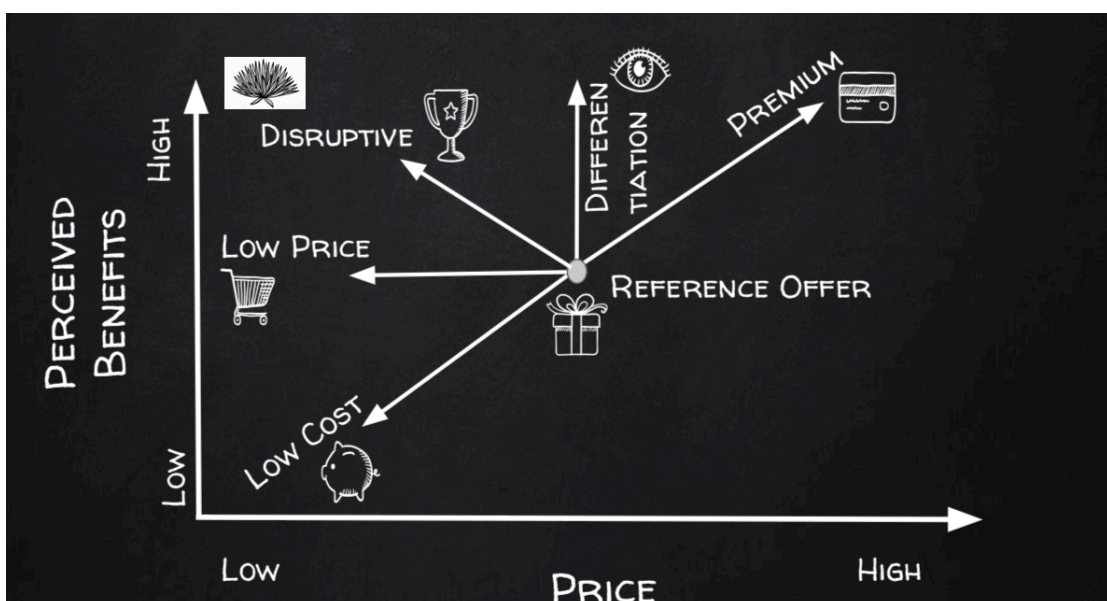 HIGH
DISRUPTIVE
DIFFEREN
TIATION
PREMIUM
PERCEIVED
BENEFITS
LOW PRICE
REFERENCE OFFER
LOW COST
LOW
LOW
PRICE
HIGH